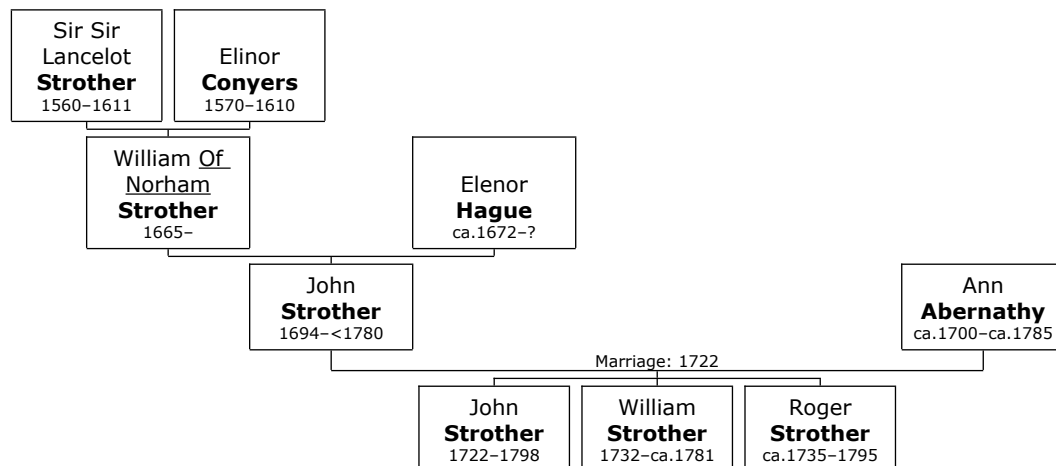 Sir Sir
Lancelot
Strother
1560–1611
Elinor
Conyers
1570–1610
William Of
Norham
Strother
1665–
Elenor
Hague
ca.1672–?
John
Strother
1694–<1780
Ann
Abernathy
ca.1700–ca.1785
Marriage: 1722
John
Strother
1722–1798
William
Strother
1732–ca.1781
Roger
Strother
ca.1735–1795